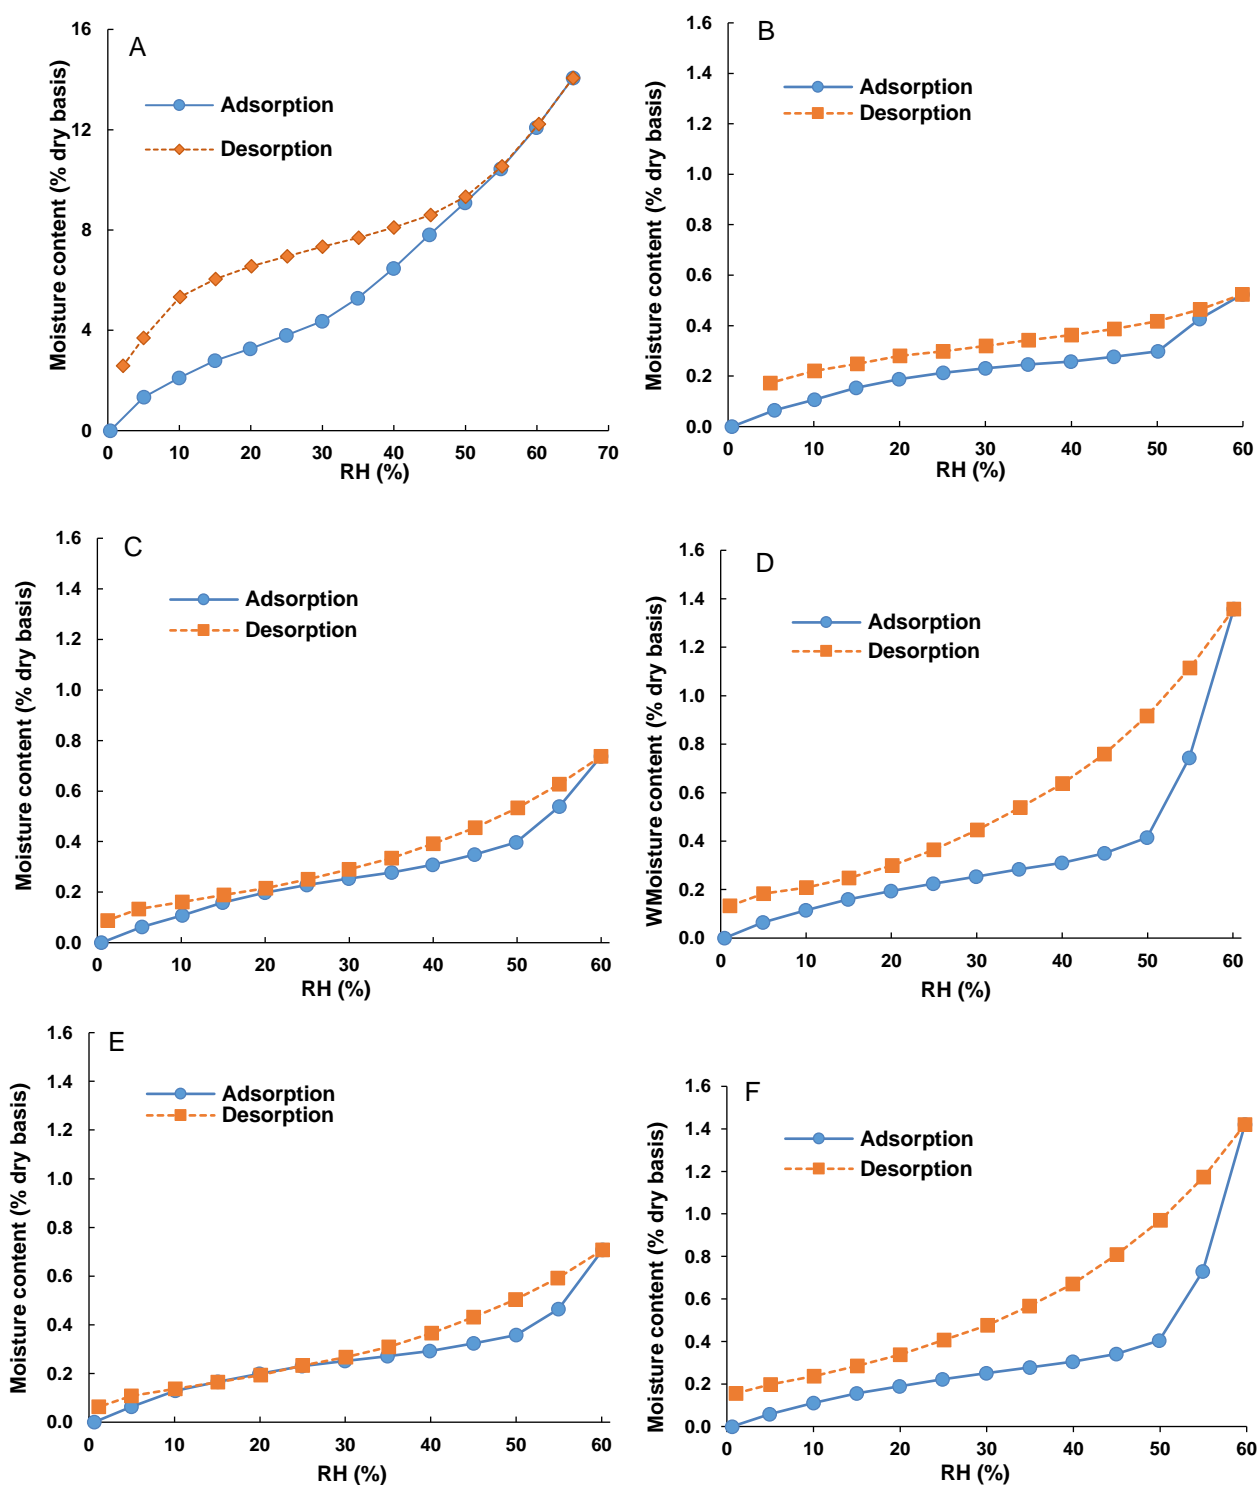 A
Moisture content (% dry basis)
16
12
8
4
0
Adsorption
Desorption
0 10 20 30 40 50 60 70
RH (%)
B
Moisture content (% dry basis)
1.6
1.4
1.2
1.0
0.8
0.6
0.4
0.2
0.0
Adsorption
Desorption
0 10 20 30 40 50 60
RH (%)
C
Moisture content (% dry basis)
1.6
1.4
1.2
1.0
0.8
0.6
0.4
0.2
0.0
Adsorption
Desorption
0 10 20 30 40 50 60
RH (%)
D
WMoisture content (% dry basis)
1.6
1.4
1.2
1.0
0.8
0.6
0.4
0.2
0.0
Adsorption
Desorption
0 10 20 30 40 50 60
RH (%)
E
Moisture content (% dry basis)
1.6
1.4
1.2
1.0
0.8
0.6
0.4
0.2
0.0
Adsorption
Desorption
0 10 20 30 40 50 60
RH (%)
F
Moisture content (% dry basis)
1.6
1.4
1.2
1.0
0.8
0.6
0.4
0.2
0.0
Adsorption
Desorption
0 10 20 30 40 50 60
RH (%)